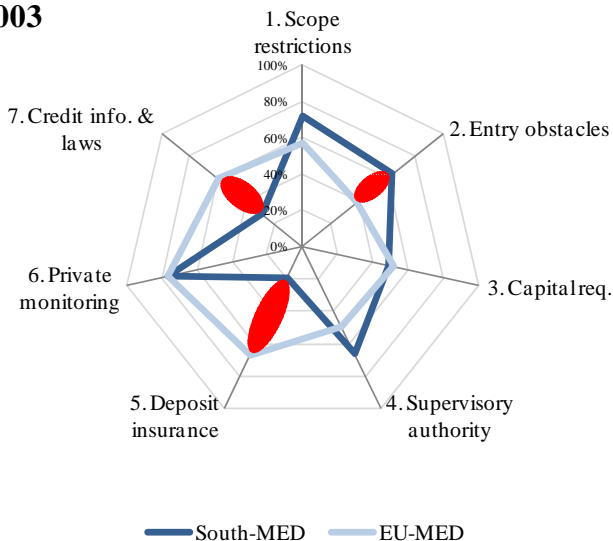 003
1. Scope
restrictions
100%
80%
60%
40%
20%
0%
2. Entry obstacles
3. Capital req.
4. Supervisory
authority
5. Deposit
insurance
6. Private
monitoring
7. Credit info. &
laws
South-MED
EU-MED